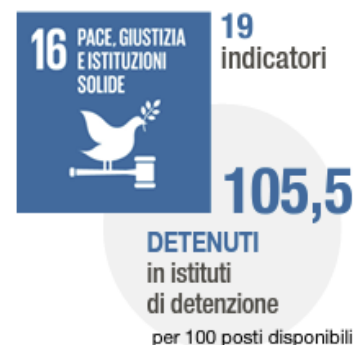 16 PACE, GIUSTIZIA
E ISTITUZIONI
SOLIDE
19
indicatori
105,5
DETENUTI
in istituti
di detenzione
per 100 posti disponibili